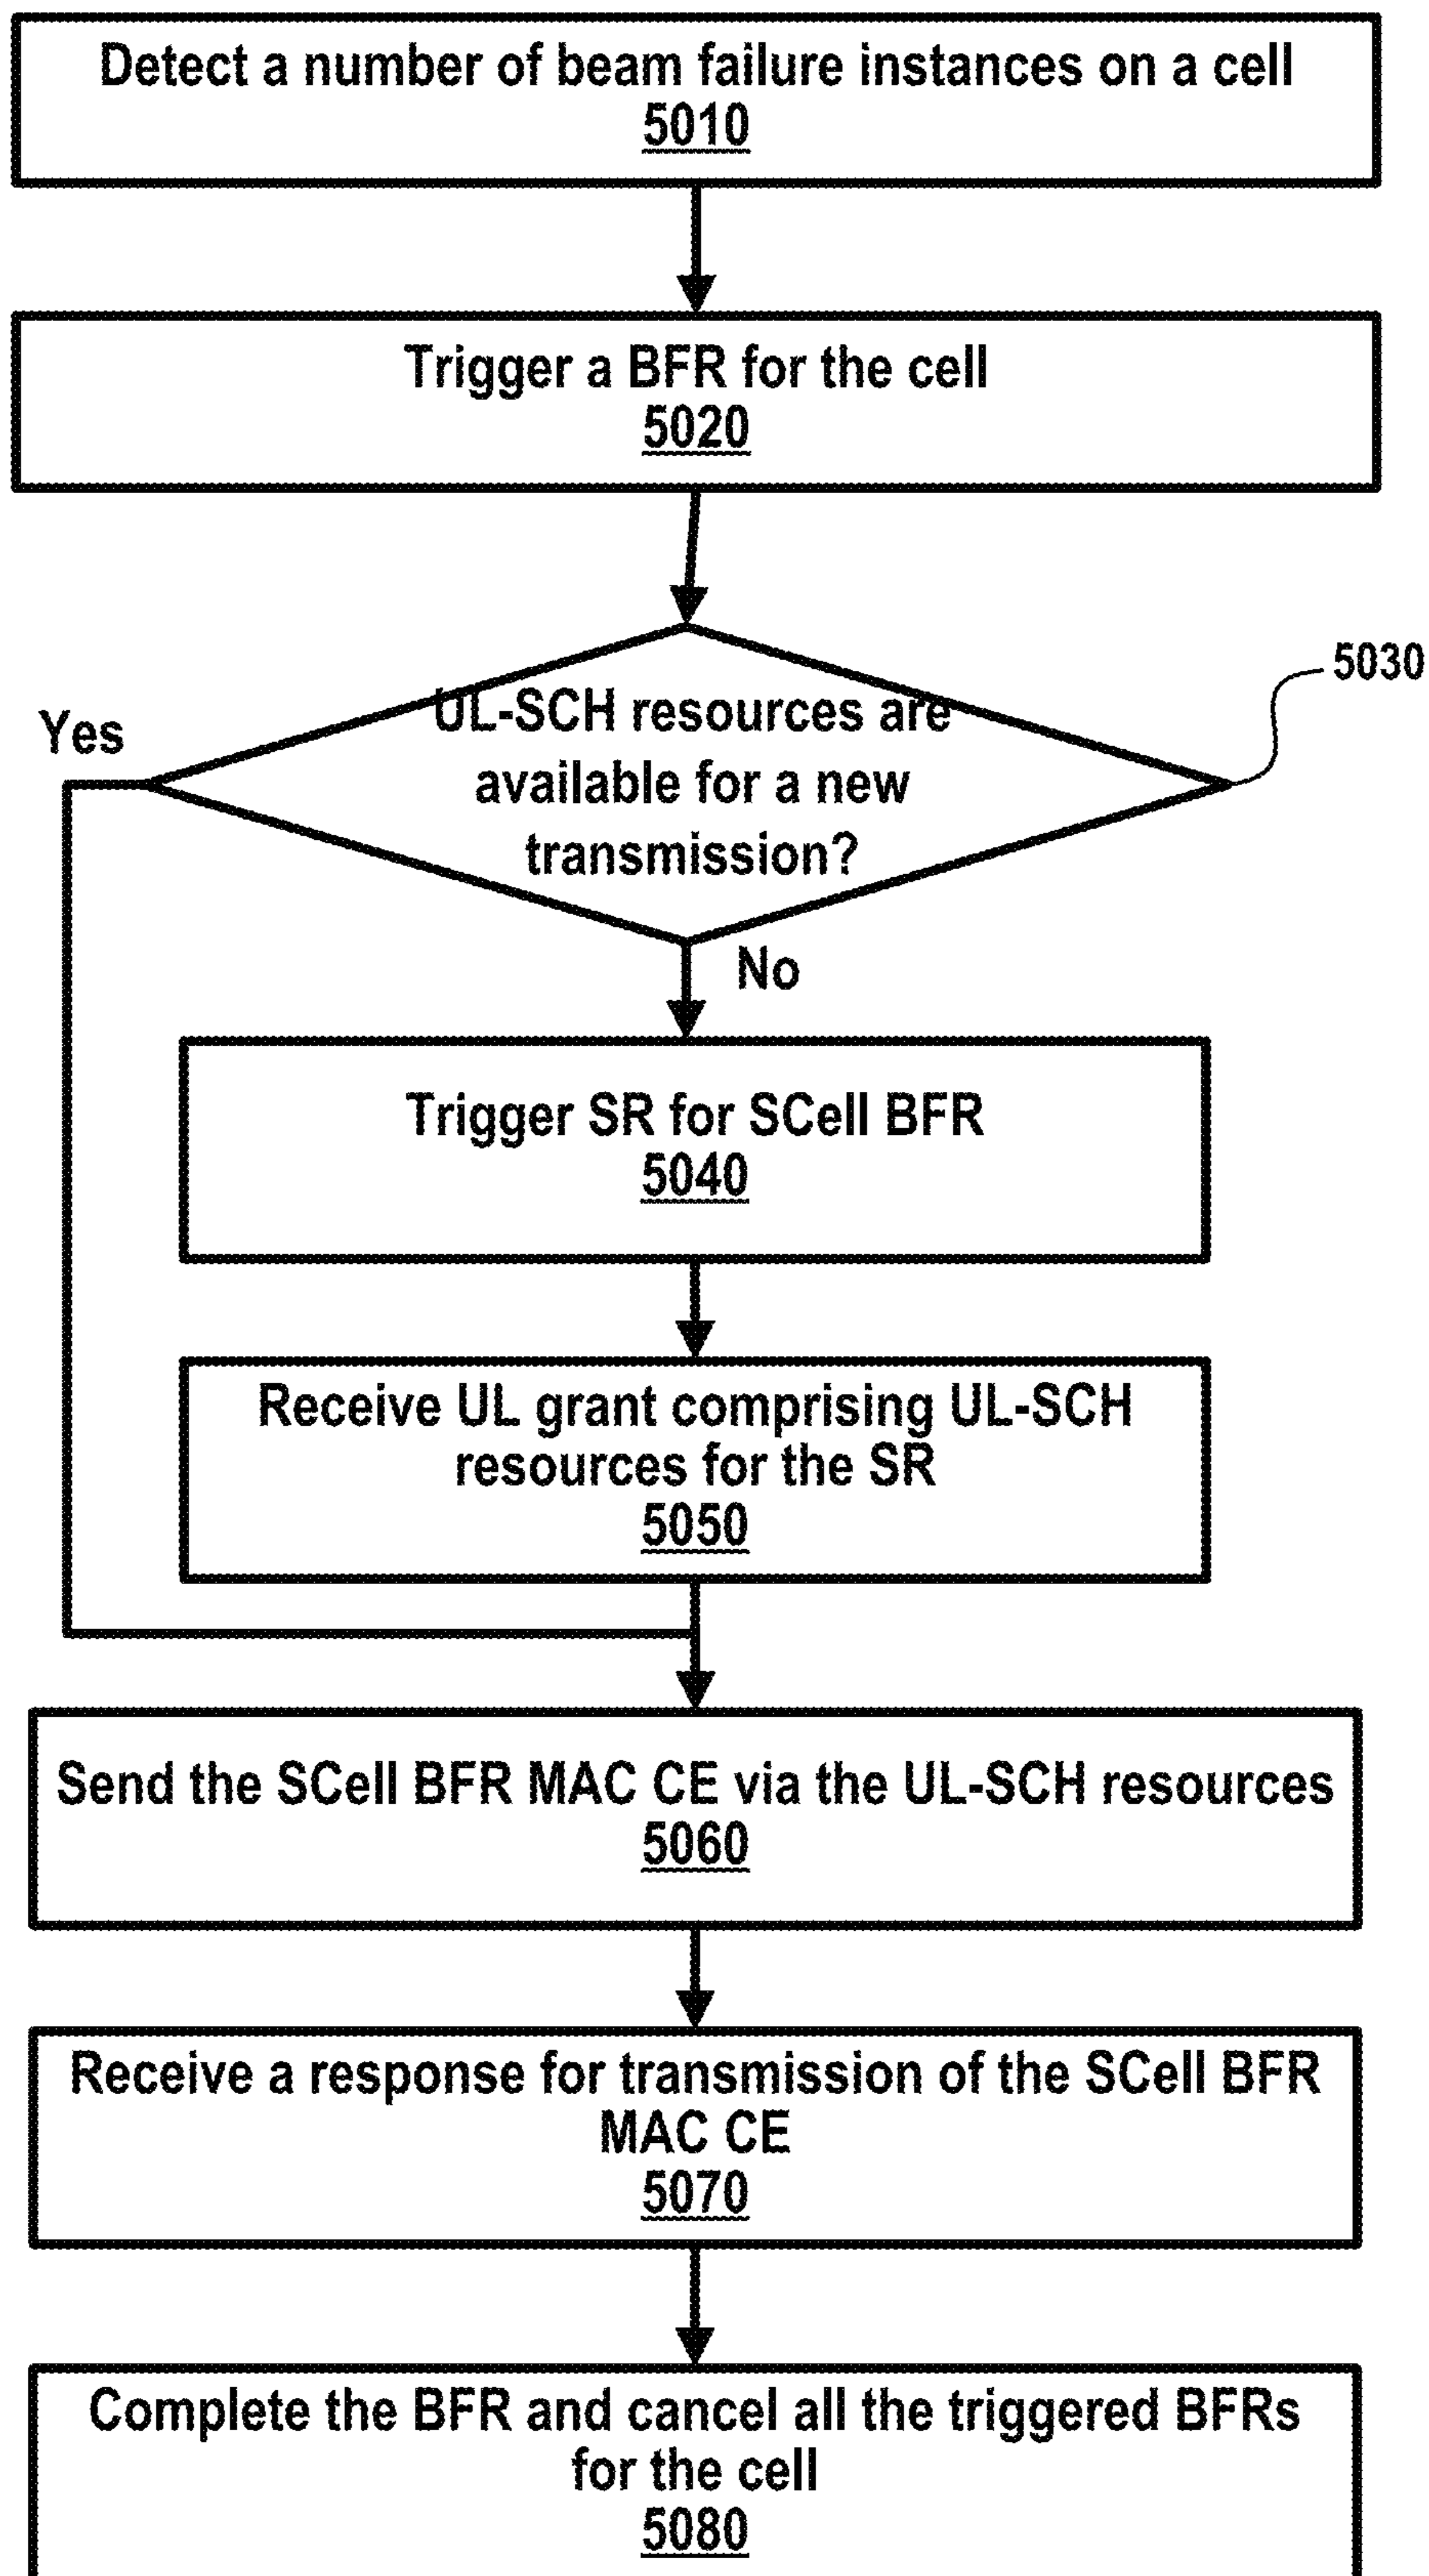 Detect a number of beam failure instances on a cell
5010
Trigger a BFR for the cell
5020
5030
Yes
UL-SCH resources are
available for a new
transmission?
No
Trigger SR for SCell BFR
5040
Receive UL grant comprising UL-SCH
resources for the SR
5050
Send the SCell BFR MAC CE via the UL-SCH resources
5060
Receive a response for transmission of the SCell BFR
MAC CE
5070
Complete the BFR and cancel all the triggered BFRs
for the cell
5080